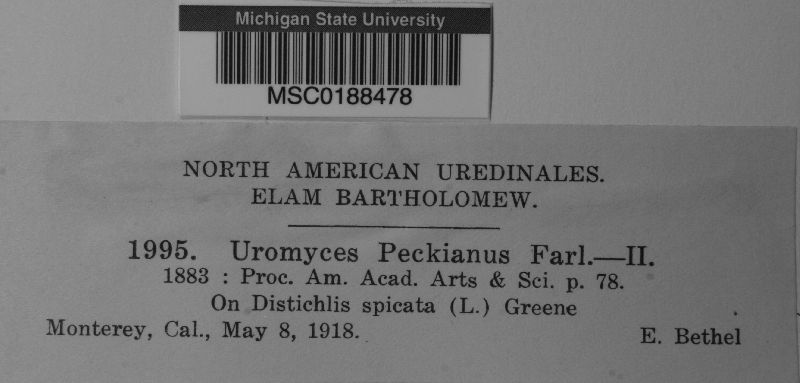 Michigan State University
MSC0188478
NORTH AMERICAN UREDINALES.
ELAM BARTHOLOMEW.
1995. Uromyces Peckianus Farl.—II.
1883 : Proc. Am. Acad. Arts & Sci. p. 78.
On Distichlis spicata (L.) Greene
Monterey, Cal., May 8, 1918. E. Bethel